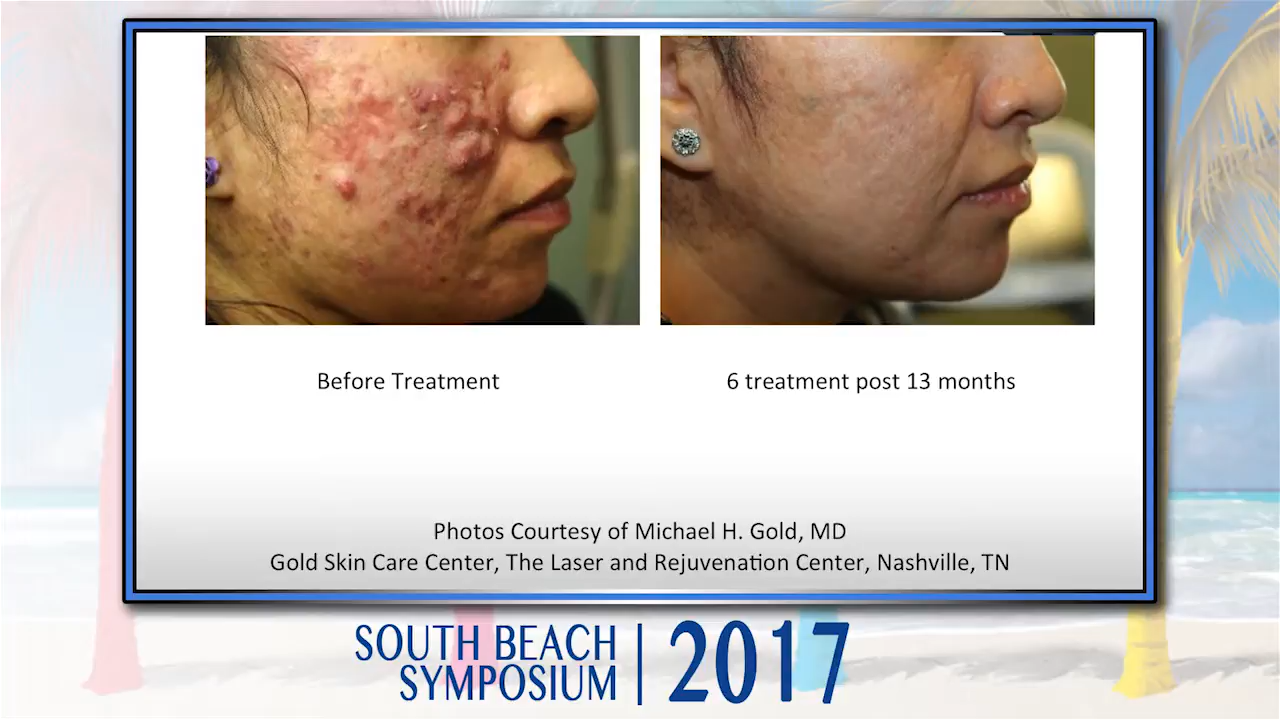 Before Treatment
6 treatment post 13 months
Photos Courtesy of Michael H. Gold, MD
Gold Skin Care Center, The Laser and Rejuvenation Center, Nashville, TN
SOUTH BEACH
SYMPOSIUM
2017